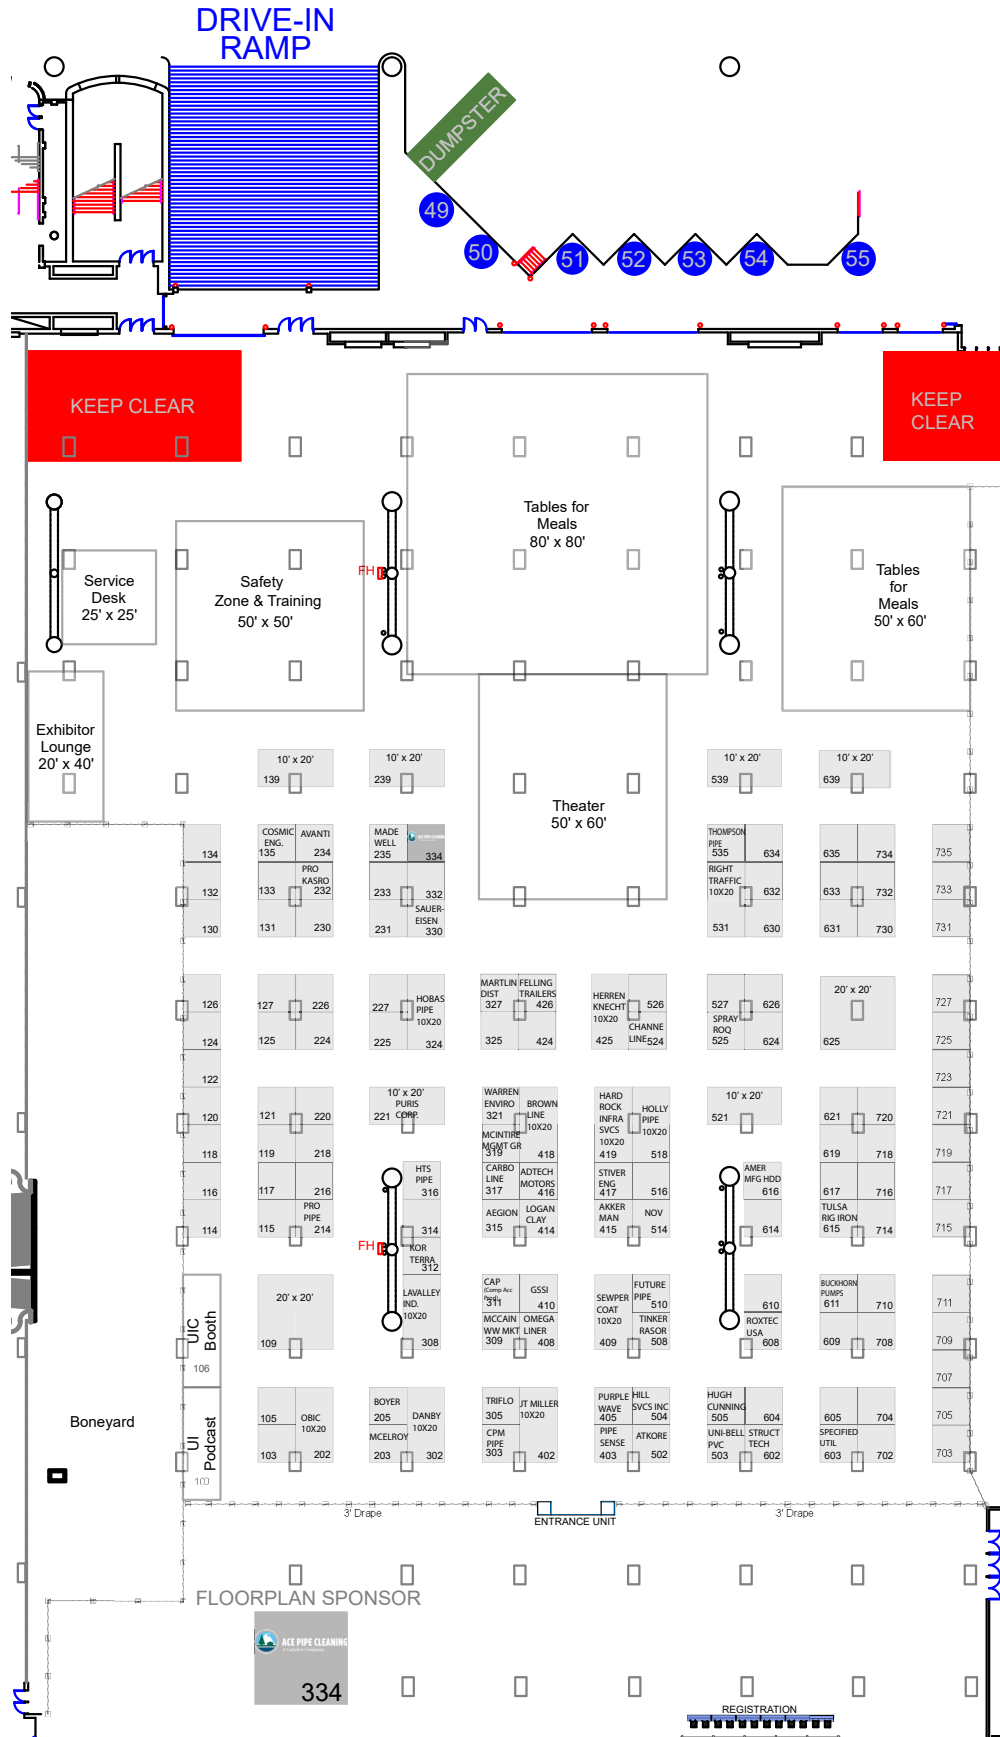 DRIVE-IN
RAMP
DUMPSTER
49
50
51
52
53
54
55
KEEP CLEAR
KEEP
CLEAR
Tables for
Meals
80' x 80'
FH
Service
Desk
25' x 25'
Safety
Zone & Training
50' x 50'
Tables
for
Meals
50' x 60'
Exhibitor
Lounge
20' x 40'
10' x 20'
139
10' x 20'
239
10' x 20'
539
10' x 20'
639
Theater
50' x 60'
134
COSMIC
ENG.
135
AVANTI
234
MADE
WELL
235
334
THOMPSON
PIPE
535
634
635
734
735
132
133
PRO
KASRO
232
233
332
RIGHT
TRAFFIC
10X20
632
633
732
733
130
131
230
231
SAUER-
EISEN
330
531
630
631
730
731
126
127
226
227
HOBAS
PIPE
10X20
MARTLIN
DIST
327
FELLING
TRAILERS
426
HERREN
KNECHT
10X20
526
527
626
20' x 20'
727
124
125
224
225
324
325
424
425
CHANNE
LINE
524
SPRAY
ROQ
525
624
625
725
122
723
120
121
220
10' x 20'
PURIS
CORP.
221
WARREN
ENVIRO
321
BROWN
LINE
10X20
HARD
ROCK
INFRA
SVCS
10X20
HOLLY
PIPE
10X20
10' x 20'
521
621
720
721
118
119
218
MCINTIRE
MGMT GR
319
418
419
518
619
718
719
116
117
216
HTS
PIPE
316
CARBO
LINE
317
ADTECH
MOTORS
416
STIVER
ENG
417
516
AMER
MFG HDD
616
617
716
717
114
115
PRO
PIPE
214
314
AEGION
315
LOGAN
CLAY
414
AKKER
MAN
415
NOV
514
614
TULSA
RIG IRON
615
714
715
FH
KOR
TERRA
312
UIC
Booth
106
20' x 20'
109
LAVALLEY
IND.
10X20
308
CAP
(Comp Acc
311
GSSI
410
SEWPER
COAT
10X20
FUTURE
PIPE
510
610
BUCKHORN
PUMPS
611
710
711
MCCAIN
WW MKT
309
OMEGA
LINER
408
409
TINKER
RASOR
508
ROXTEC
USA
608
609
708
709
707
Boneyard
UI
Podcast
105
OBIC
10X20
BOYER
205
DANBY
10X20
TRIFLO
305
JT MILLER
10X20
PURPLE
WAVE
405
HILL
SVCS INC
504
HUGH
CUNNING
505
604
605
704
705
103
202
MCELROY
203
302
CPM
PIPE
303
402
PIPE
SENSE
403
ATKORE
502
UNI-BELL
PVC
503
STRUCT
TECH
602
SPECIFIED
UTIL
603
702
703
3' Drape
ENTRANCE UNIT
3' Drape
FLOORPLAN SPONSOR
ACE PIPE CLEANING
334
REGISTRATION